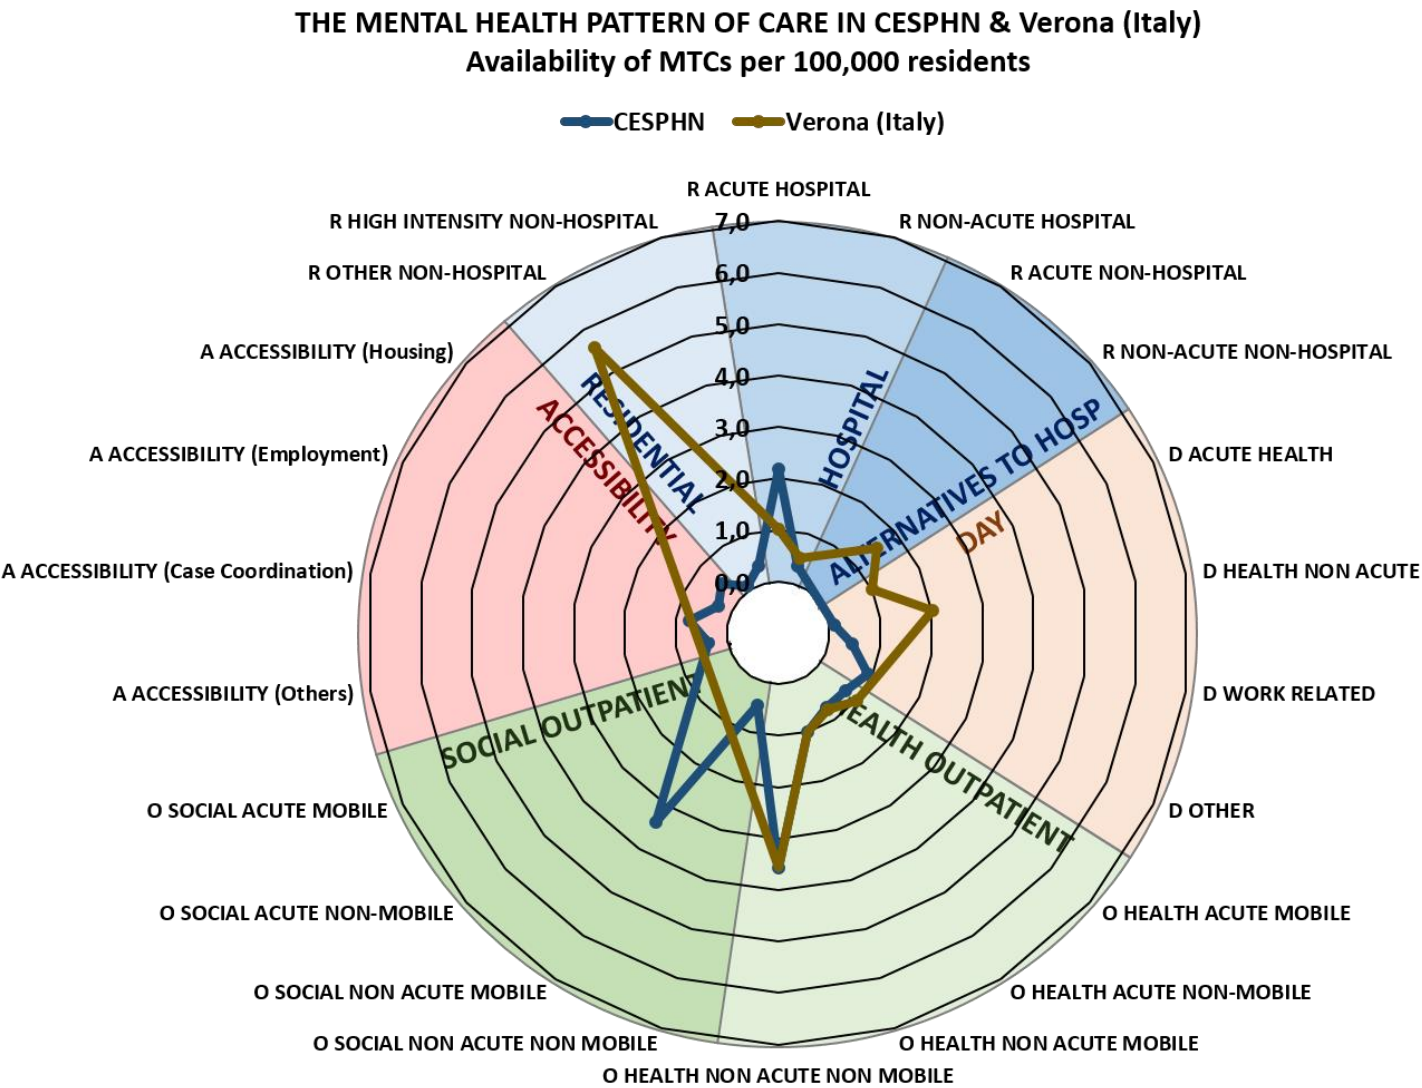 THE MENTAL HEALTH PATTERN OF CARE IN CESPHN & Verona (Italy)
Availability of MTCs per 100,000 residents
CESPHN
Verona (Italy)
R ACUTE HOSPITAL
R HIGH INTENSITY NON-HOSPITAL
R NON-ACUTE HOSPITAL
R OTHER NON-HOSPITAL
R ACUTE NON-HOSPITAL
A ACCESSIBILITY (Housing)
R NON-ACUTE NON-HOSPITAL
A ACCESSIBILITY (Employment)
D ACUTE HEALTH
A ACCESSIBILITY (Case Coordination)
D HEALTH NON ACUTE
A ACCESSIBILITY (Others)
D WORK RELATED
O SOCIAL ACUTE MOBILE
D OTHER
O SOCIAL ACUTE NON-MOBILE
O HEALTH ACUTE MOBILE
O SOCIAL NON ACUTE MOBILE
O HEALTH ACUTE NON-MOBILE
O SOCIAL NON ACUTE NON MOBILE
O HEALTH NON ACUTE MOBILE
O HEALTH NON ACUTE NON MOBILE
7,0
6,0
5,0
4,0
3,0
2,0
1,0
0,0
RESIDENTIAL
HOSPITAL
ALTERNATIVES TO HOSP
DAY
ACCESSIBILITY
SOCIAL OUTPATIENT
HEALTH OUTPATIENT